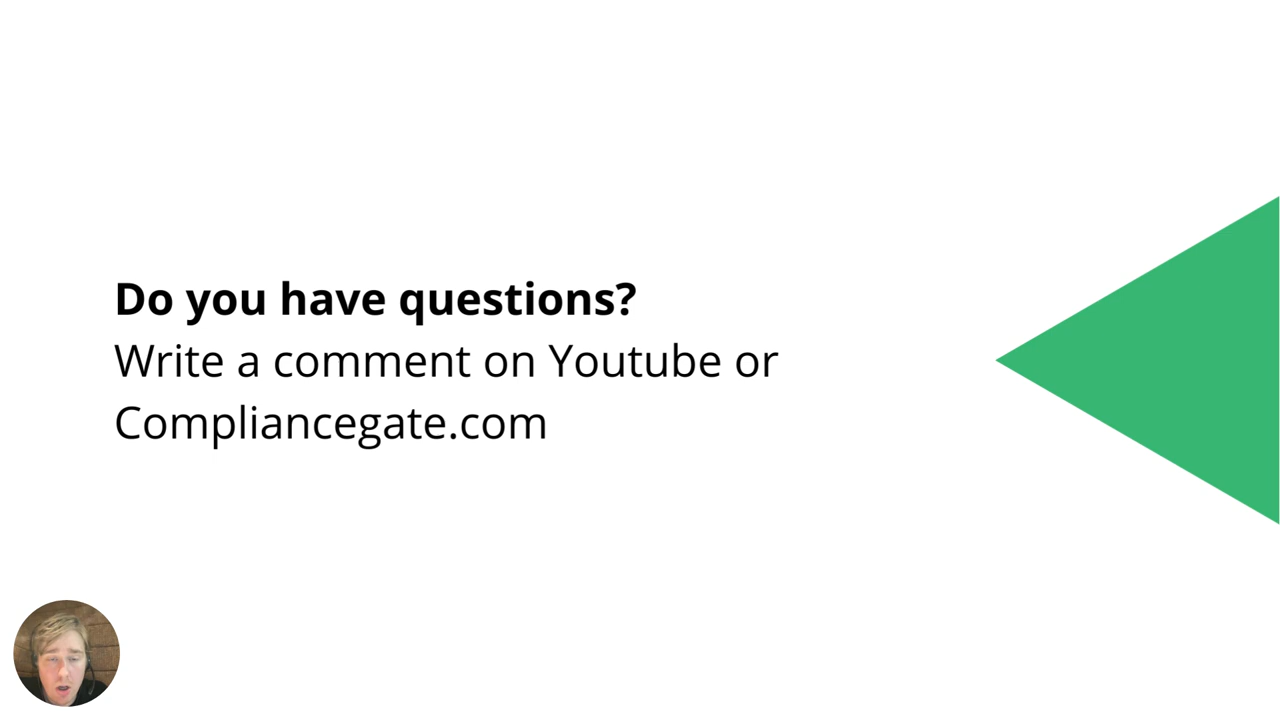 Do you have questions?
Write a comment on Youtube or
Compliancegate.com